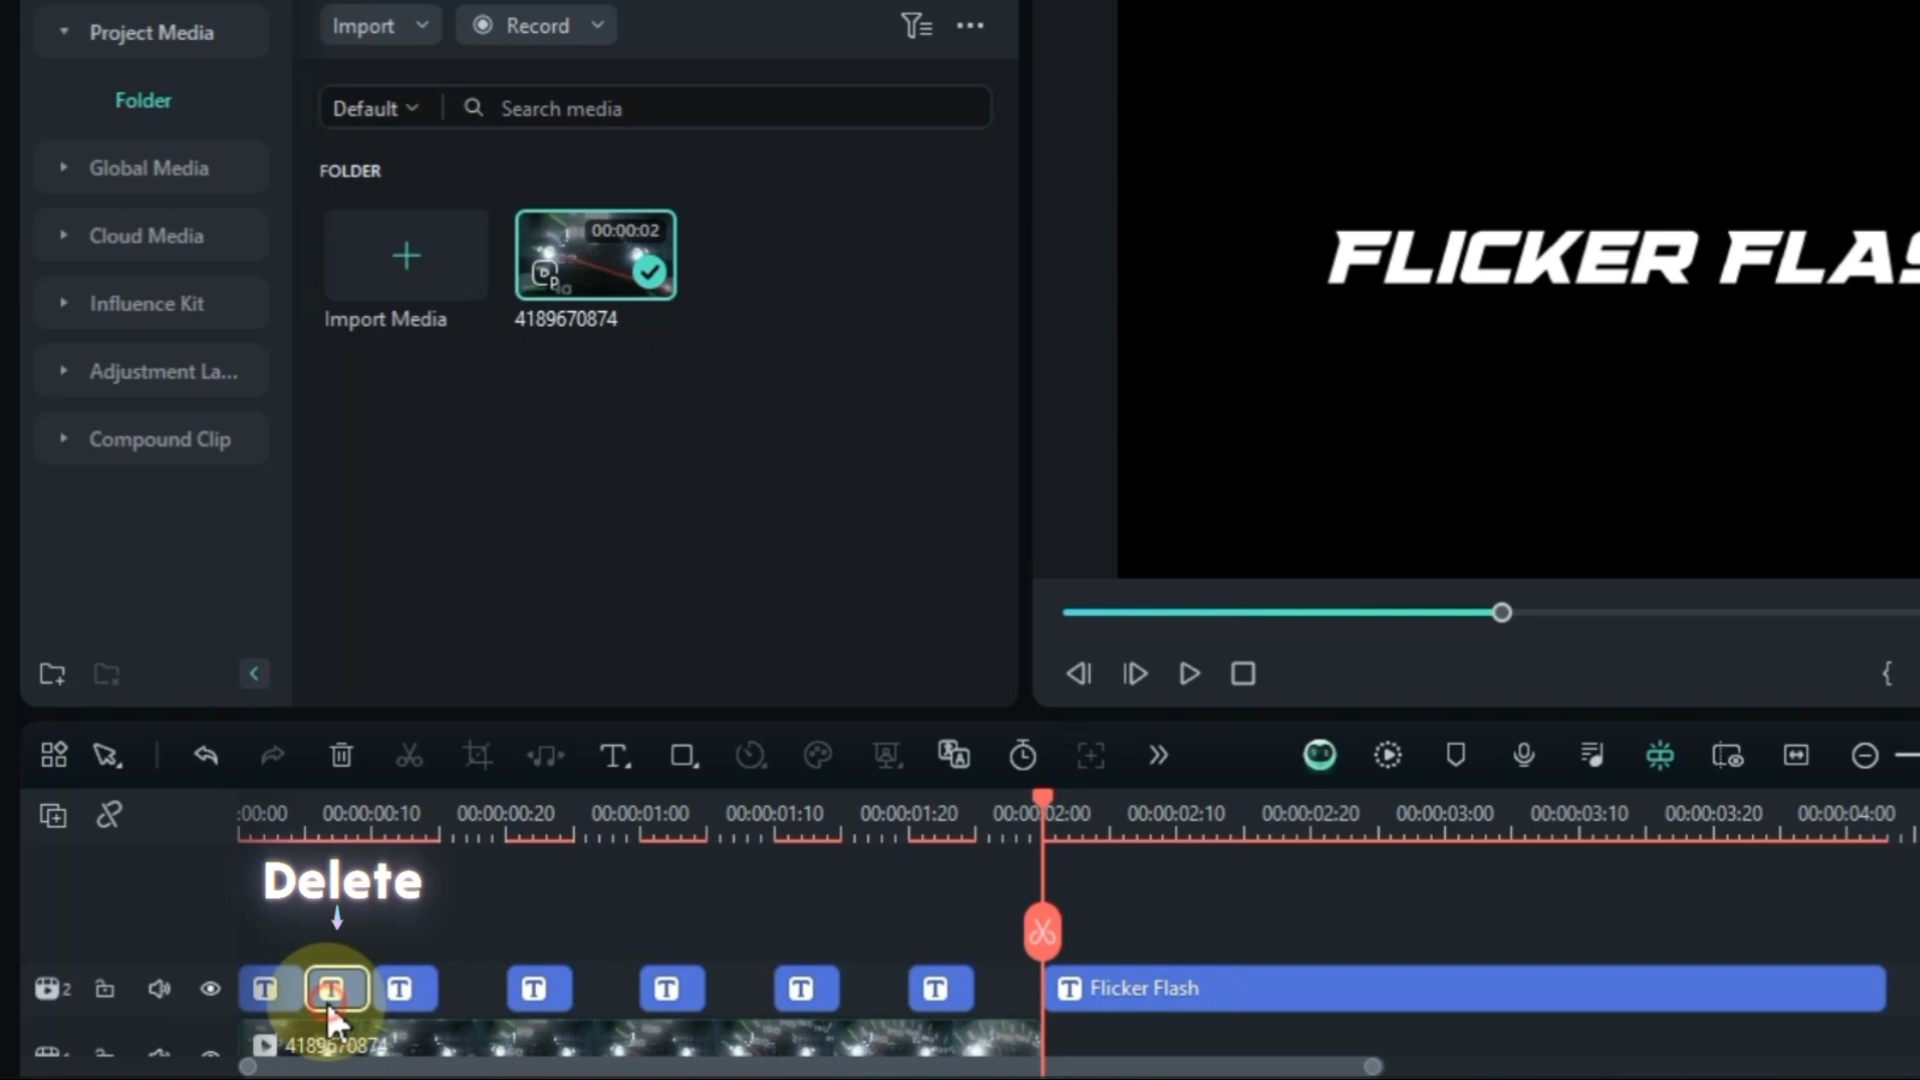 Project Media
Import
Record
Folder
Default
Search media
Global Media
FOLDER
Cloud Media
00:00:02
Influence Kit
Import Media
4189670874
Adjustment La...
Compound Clip
FLICKER FLAS
:00:00
00:00:00:10
00:00:00:20
00:00:01:00
00:00:01:10
00:00:01:20
00:00:02:00
00:00:02:10
00:00:02:20
00:00:03:00
00:00:03:10
00:00:03:20
00:00:04:00
Delete
2
T
T
T
T
T
T
T
T
Flicker Flash
4189670874